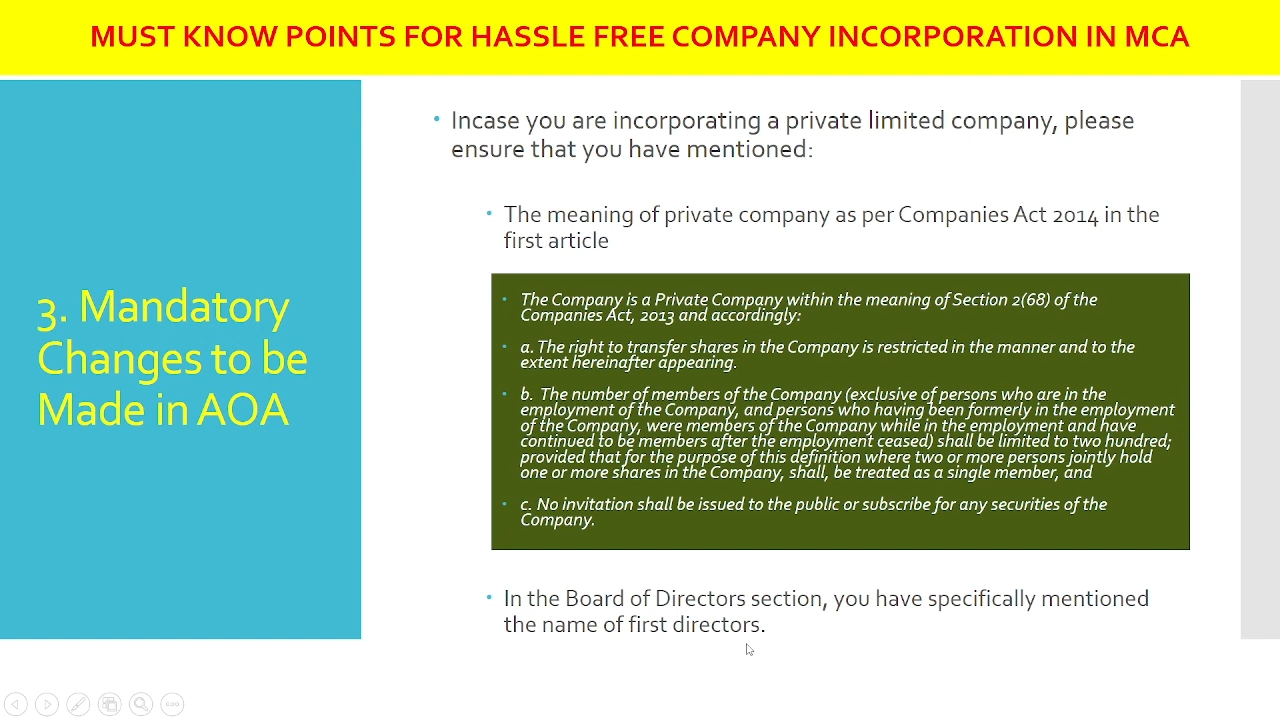 MUST KNOW POINTS FOR HASSLE FREE COMPANY INCORPORATION IN MCA
3. Mandatory
Changes to be
Made in AOA
• Incase you are incorporating a private limited company, please
ensure that you have mentioned:
• The meaning of private company as per Companies Act 2014 in the
first article
• The Company is a Private Company within the meaning of Section 2(68) of the
Companies Act, 2013 and accordingly:
• a. The right to transfer shares in the Company is restricted in the manner and to the
extent hereinafter appearing.
• b. The number of members of the Company (exclusive of persons who are in the
employment of the Company, and persons who having been formerly in the employment
of the Company, were members of the Company while in the employment and have
continued to be members after the employment ceased) shall be limited to two hundred;
provided that for the purpose of this definition where two or more persons jointly hold
one or more shares in the Company, shall, be treated as a single member, and
• c. No invitation shall be issued to the public or subscribe for any securities of the
Company.
• In the Board of Directors section, you have specifically mentioned
the name of first directors.